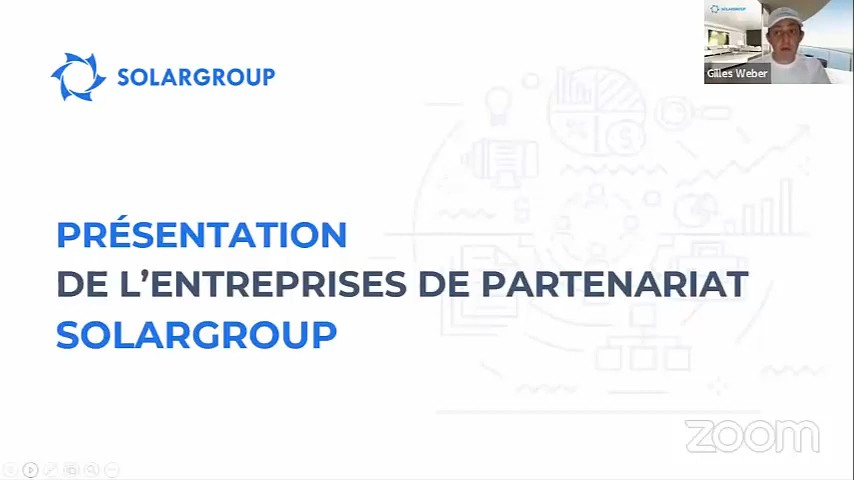 SOLARGROUP
SOLARGROUP
Gilles Weber
PRÉSENTATION
DE L'ENTREPRISES DE PARTENARIAT
SOLARGROUP
zoom